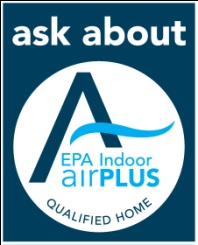 ask about
EPA Indoor
airPLUS
QUALIFIED HOME